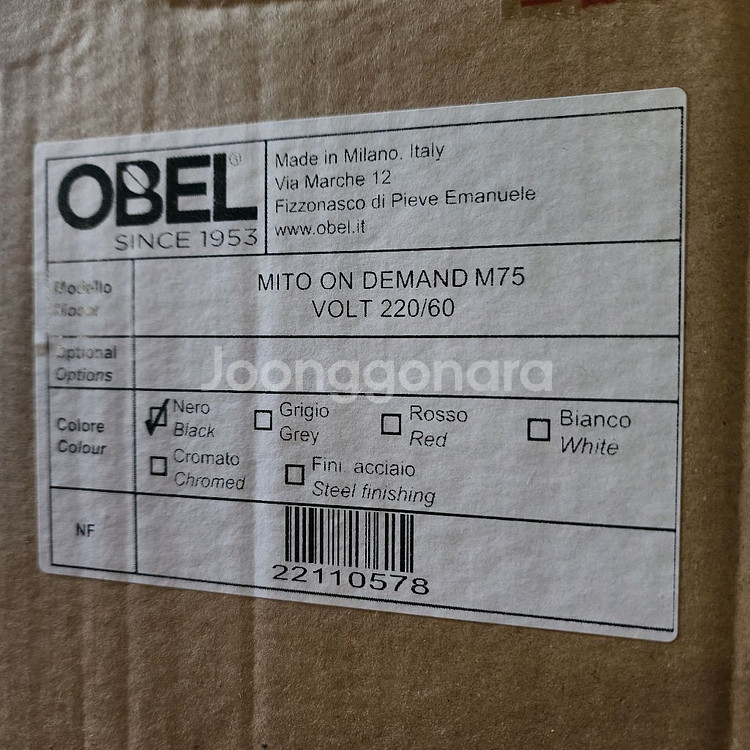 OBEL®
SINCE 1953
Made in Milano. Italy
Via Marche 12
Fizzonasco di Pieve Emanuele
www.obel.it
Modello
Model
MITO ON DEMAND M75
VOLT 220/60
Optional
Options
Joonggonara
Colore
Colour
Nero
Black
Grigio
Grey
Rosso
Red
Bianco
White
Cromato
Chromed
Fini. acciaio
Steel finishing
NF
22110578